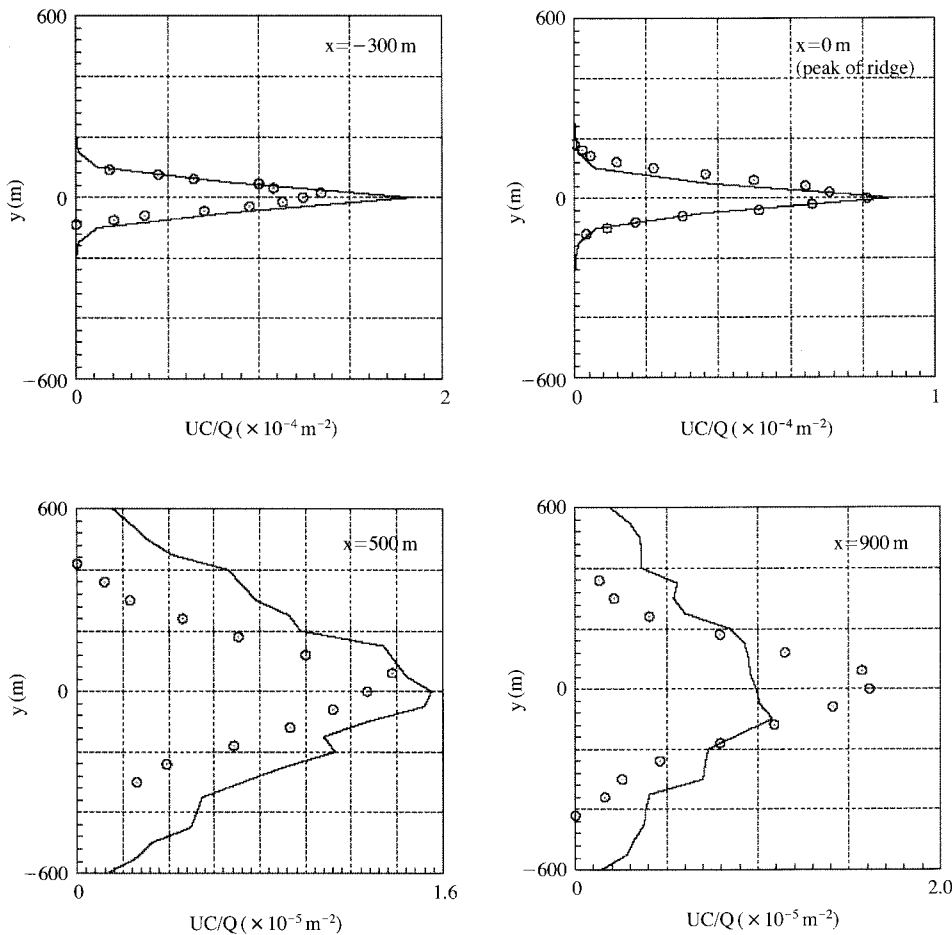 600
x=−300 m
y (m)
0
−600
0
2
UC/Q ( × 10⁻⁴ m⁻²)
600
x=0 m
(peak of ridge)
y (m)
0
−600
0
1
UC/Q ( × 10⁻⁴ m⁻²)
600
x=500 m
y (m)
0
−600
0
1.6
UC/Q ( × 10⁻⁵ m⁻²)
600
x=900 m
y (m)
0
−600
0
2.0
UC/Q ( × 10⁻⁵ m⁻²)